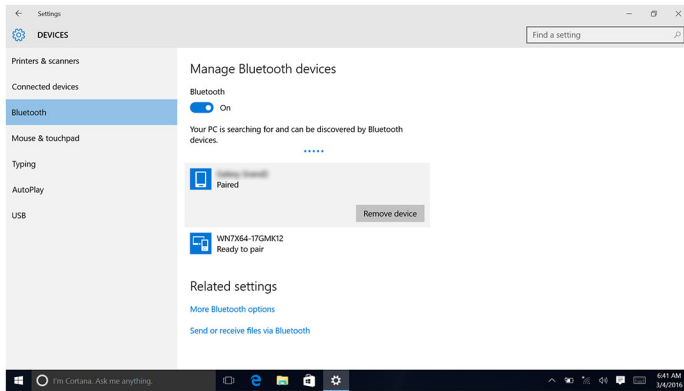 Settings
DEVICES
Find a setting
Printers & scanners
Connected devices
Bluetooth
Mouse & touchpad
Typing
AutoPlay
USB
Manage Bluetooth devices
Bluetooth
On
Your PC is searching for and can be discovered by Bluetooth
devices.
Paired
Remove device
WN7X64-17GMK12
Ready to pair
Related settings
More Bluetooth options
Send or receive files via Bluetooth
I'm Cortana. Ask me anything.
6:41 AM
3/4/2016